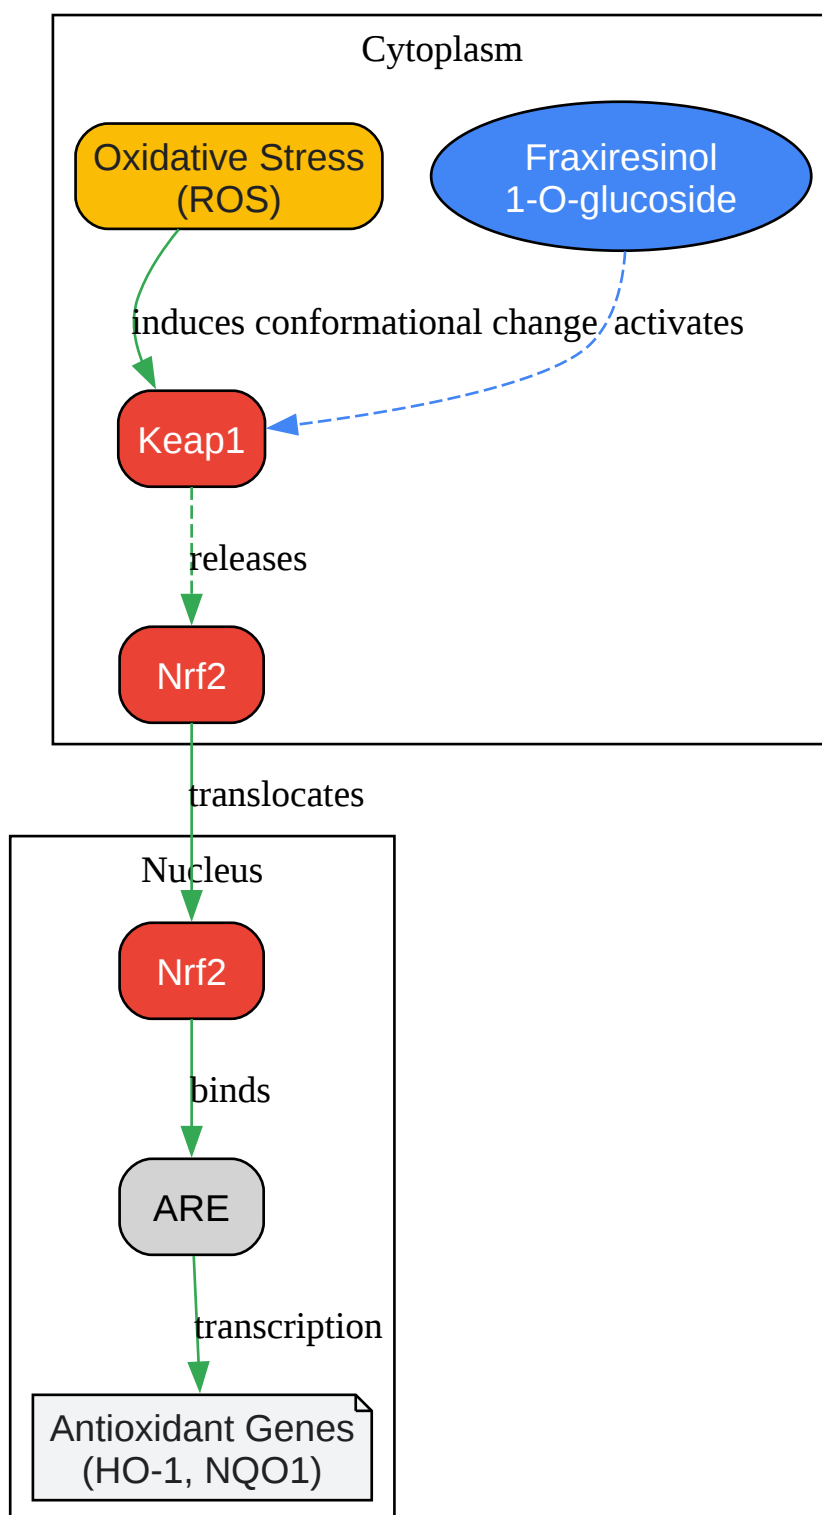 Cytoplasm
Oxidative Stress
(ROS)
Fraxiresinol
1-O-glucoside
induces conformational change
activates
Keap1
releases
Nrf2
translocates
Nucleus
Nrf2
binds
ARE
transcription
Antioxidant Genes
(HO-1, NQO1)